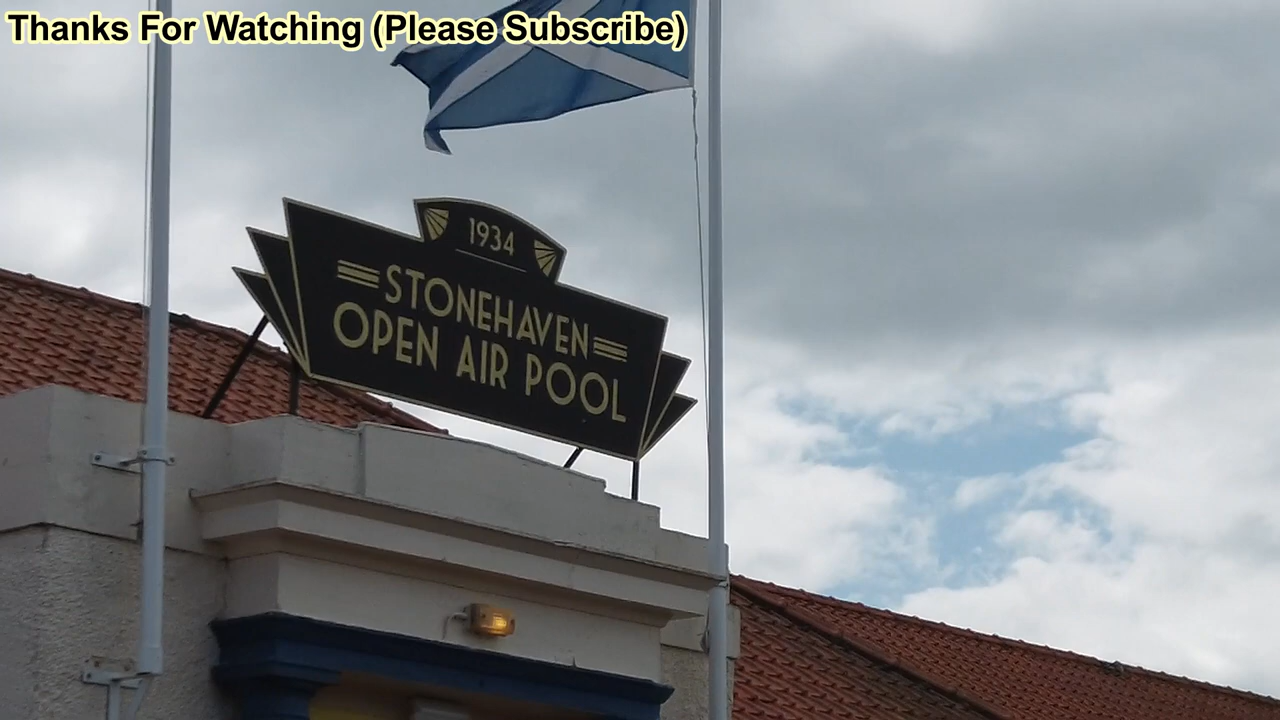 Thanks For Watching (Please Subscribe)
1934
STONEHAVEN
OPEN AIR POOL